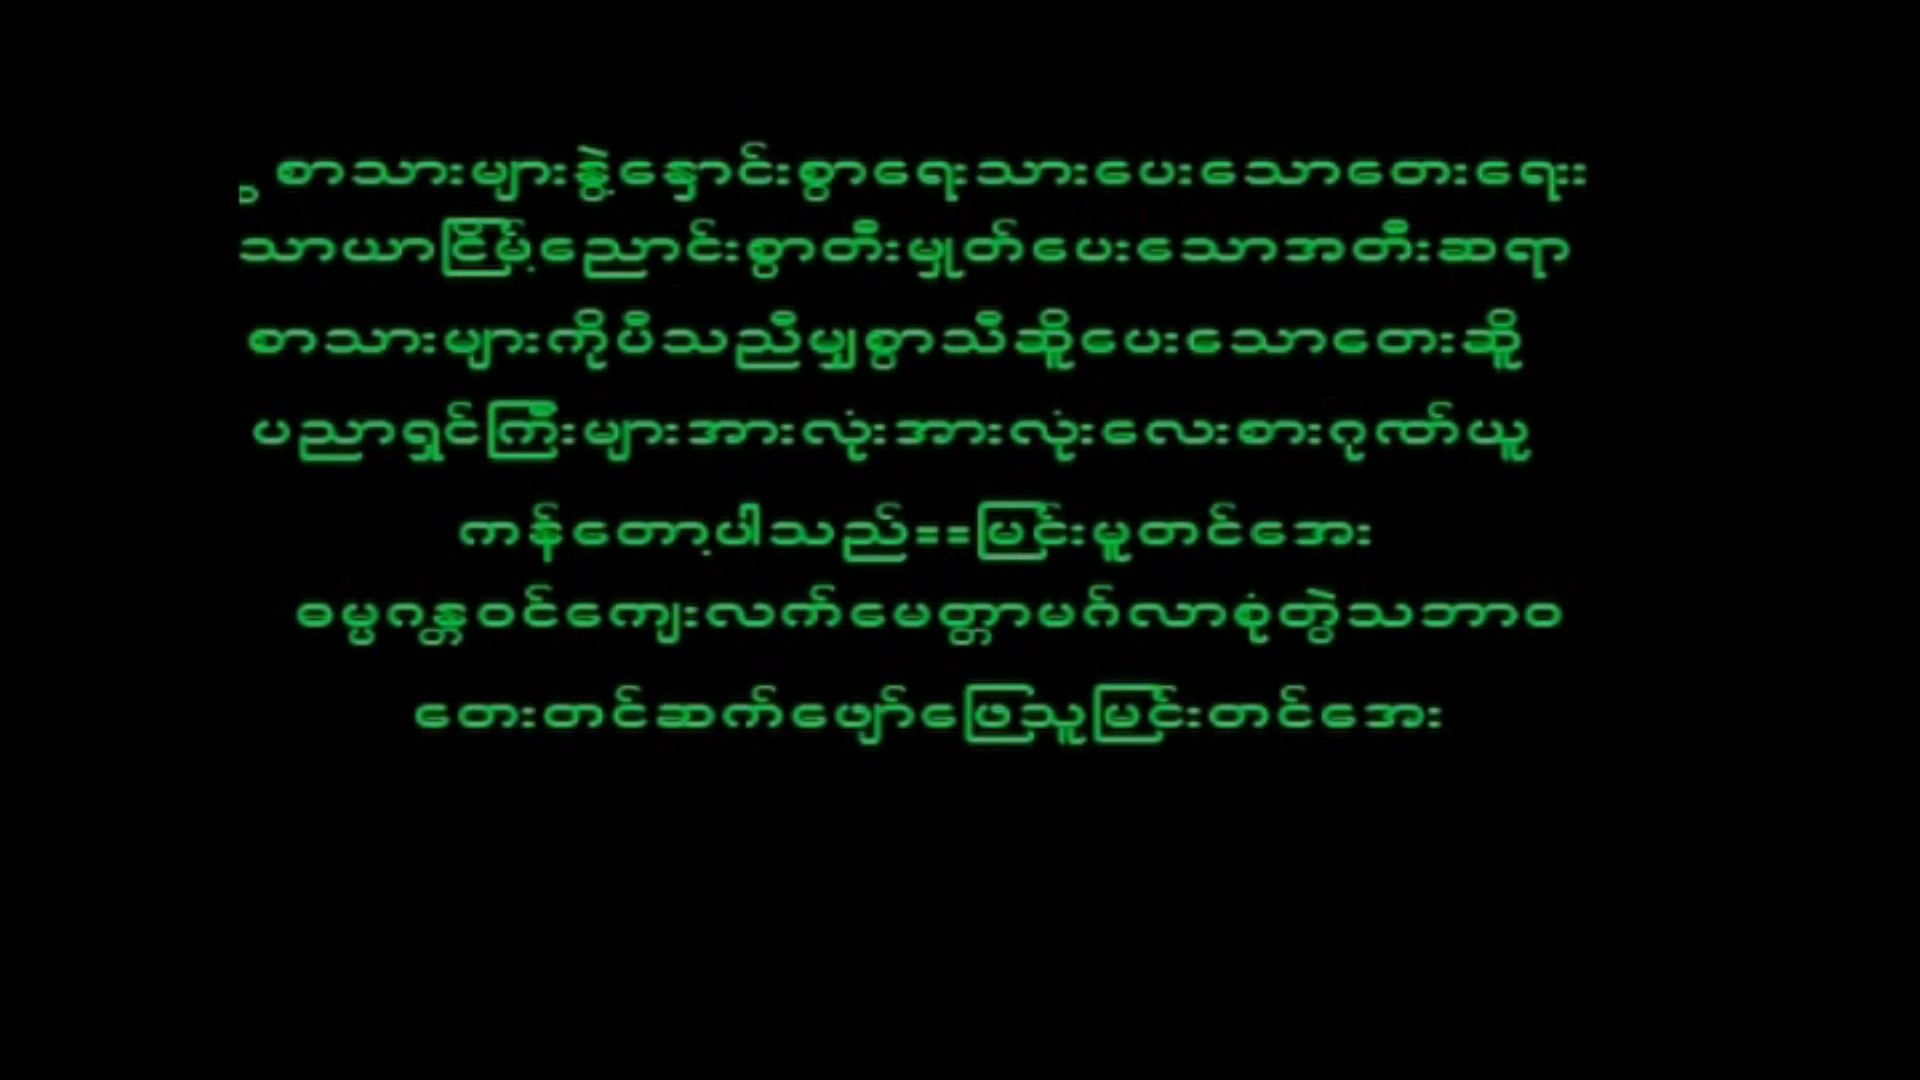 စာသားများနွဲ့နှောင်းစွာရေးသားပေးသောတေးရေးး
သာယာငြိမ့်ညောင်းစွာတီးမှုတ်ပေးသောအတီးဆရာ
စာသားများကိုပီသညီမျှစွာသီဆိုပေးသောတေးဆို
ပညာရှင်ကြီးများအားလုံးအားလုံးလေးစားဂုဏ်ယူ
ကန်တော့ပါသည်==မြင်းမူတင်အေး
ဓမ္မဂန္တဝင်ကျေးလက်မေတ္တာမင်္ဂလာစုံတွဲသဘာဝ
တေးတင်ဆက်ဖျော်ဖြေသူမြင်းတင်အေး